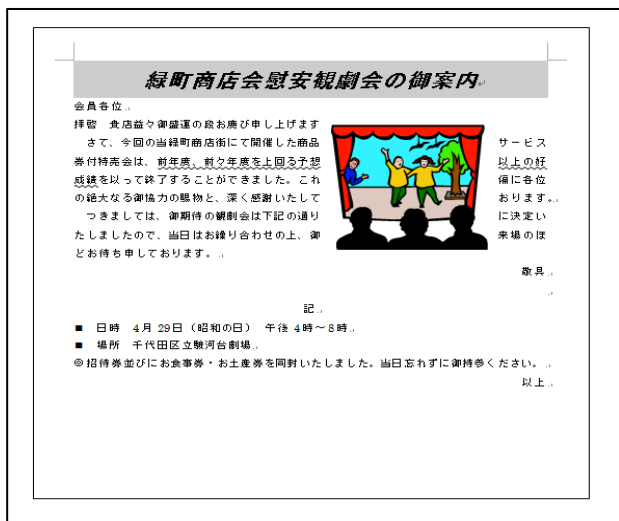 緑町商店会慰安観劇会の御案内
会員各位
拝啓 貴店益々御盛運の段お慶び申し上げます
さて、今回の当緑町商店街にて開催した商品 サービス
券付特売会は、前年度、前々年度を上回る予想 以上の好
成績を以って終了することができました。これ 偏に各位
の絶大なる御協力の賜物と、深く感謝いたして おります。
つきましては、御期待の観劇会は下記の通り に決定い
たしましたので、当日はお繰り合わせの上、御 来場のほ
どお待ち申しております。
敬具
記
■ 日時 4月29日（昭和の日） 午後4時～8時
■ 場所 千代田区立駿河台劇場
◎招待券並びにお食事券・お土産券を同封いたしました。当日忘れずに御持参ください。
以上